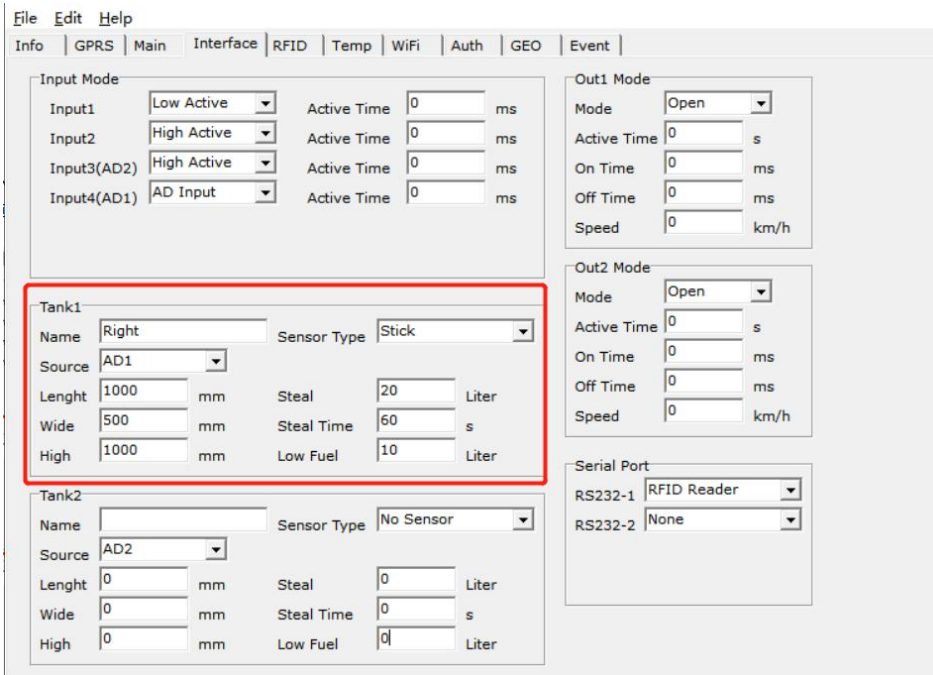 File Edit Help
Info GPRS Main Interface RFID Temp WiFi Auth GEO Event
Input Mode
Input1 Low Active Active Time 0 ms
Input2 High Active Active Time 0 ms
Input3(AD2) High Active Active Time 0 ms
Input4(AD1) AD Input Active Time 0 ms
Tank1
Name Right Sensor Type Stick
Source AD1
Lenght 1000 mm Steal 20 Liter
Wide 500 mm Steal Time 60 s
High 1000 mm Low Fuel 10 Liter
Tank2
Name Sensor Type No Sensor
Source AD2
Lenght 0 mm Steal 0 Liter
Wide 0 mm Steal Time 0 s
High 0 mm Low Fuel 0 Liter
Out1 Mode
Mode Open
Active Time 0 s
On Time 0 ms
Off Time 0 ms
Speed 0 km/h
Out2 Mode
Mode Open
Active Time 0 s
On Time 0 ms
Off Time 0 ms
Speed 0 km/h
Serial Port
RS232-1 RFID Reader
RS232-2 None